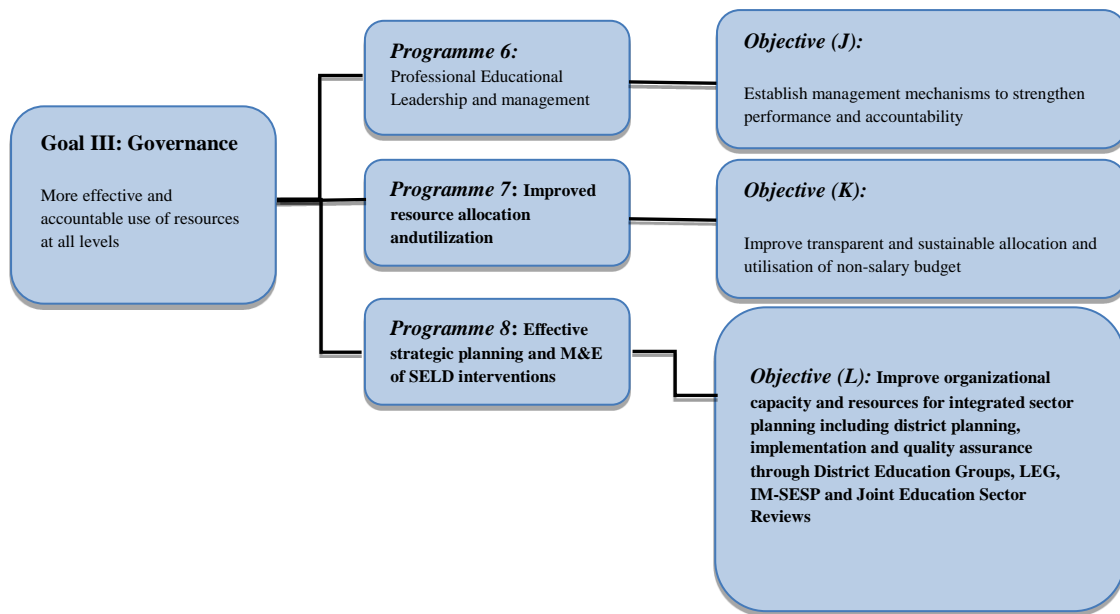 Goal III: Governance
More effective and
accountable use of resources
at all levels
Programme 6:
Professional Educational
Leadership and management
Objective (J):
Establish management mechanisms to strengthen
performance and accountability
Programme 7: Improved
resource allocation
andutilization
Objective (K):
Improve transparent and sustainable allocation and
utilisation of non-salary budget
Programme 8: Effective
strategic planning and M&E
of SELD interventions
Objective (L): Improve organizational
capacity and resources for integrated sector
planning including district planning,
implementation and quality assurance
through District Education Groups, LEG,
IM-SESP and Joint Education Sector
Reviews